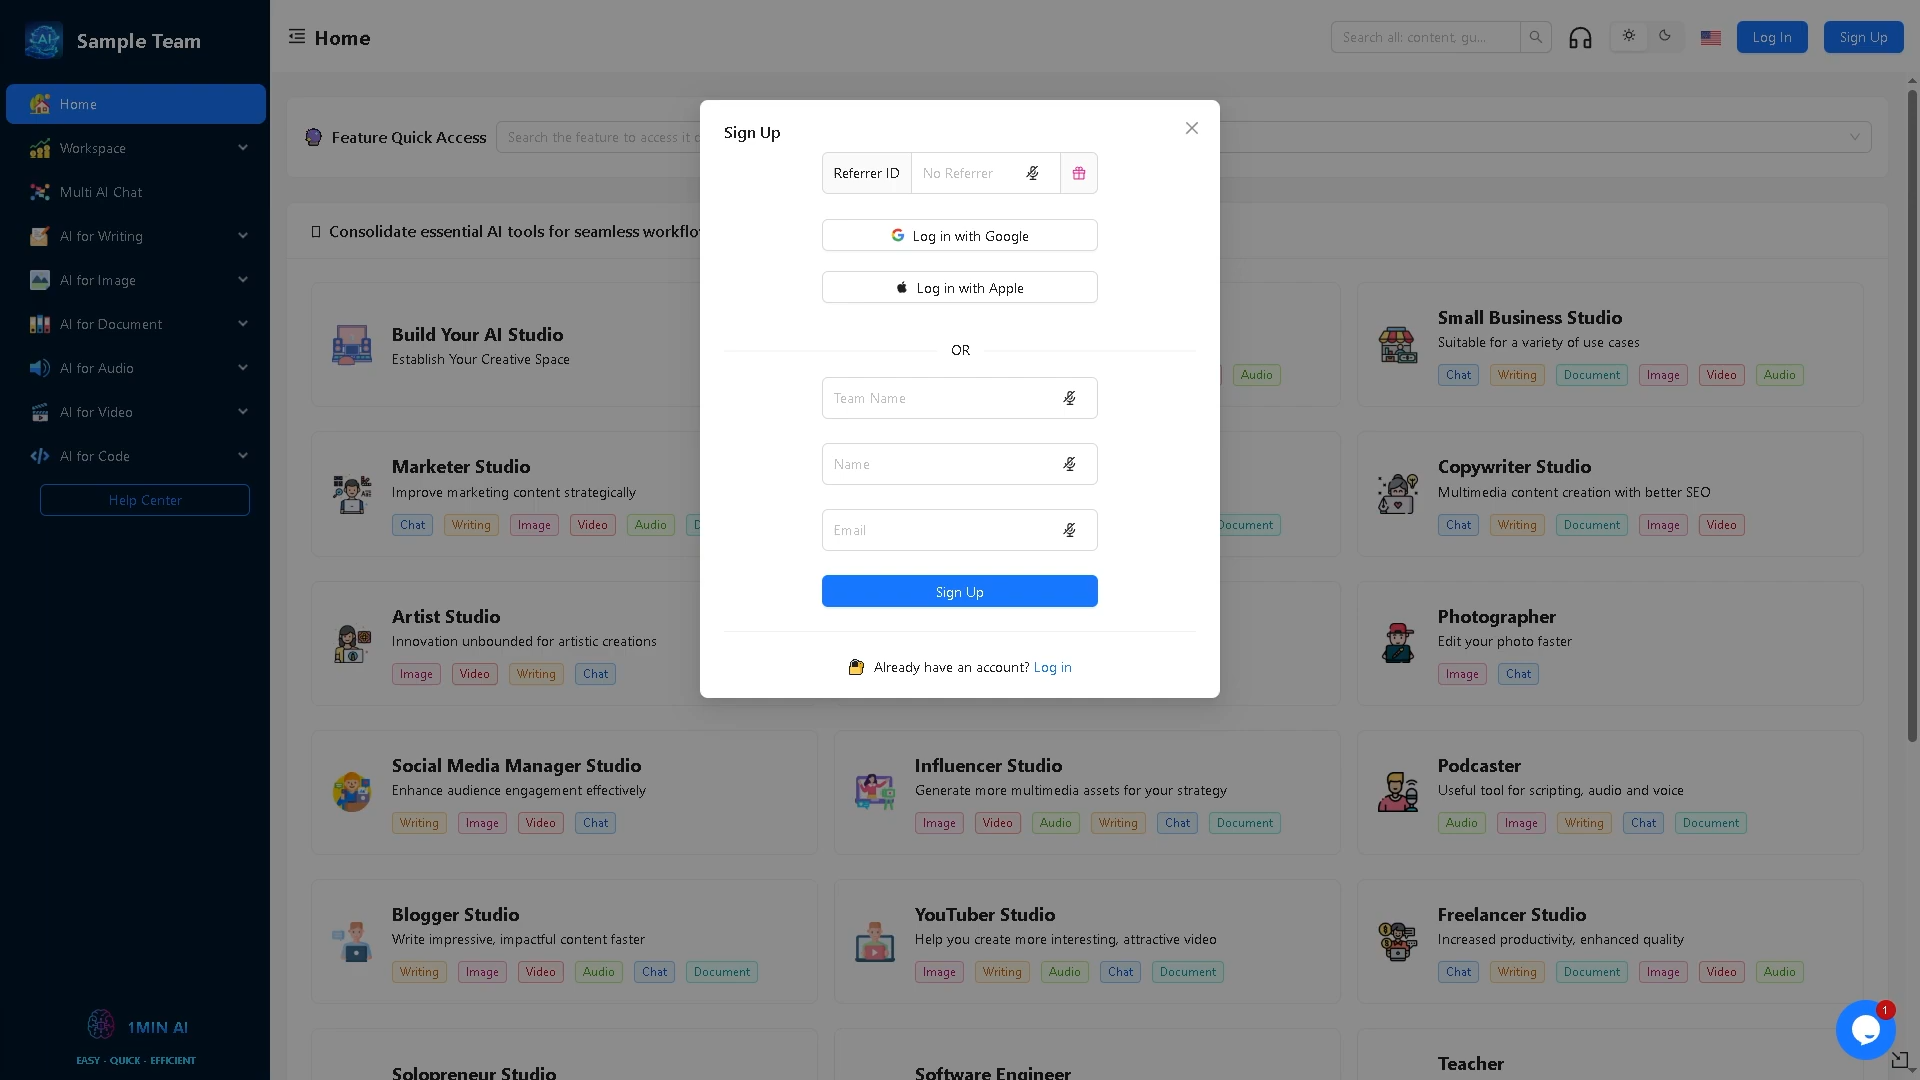 Sample Team
Home
Workspace
Multi AI Chat
AI for Writing
AI for Image
AI for Document
AI for Audio
AI for Video
AI for Code
Help Center
1MIN AI
EASY - QUICK - EFFICIENT
Home
Search all: content, gu...
Log In
Sign Up
Feature Quick Access
Search the feature to access it
Consolidate essential AI tools for seamless
Sign Up
Referrer ID
No Referrer
Log in with Google
Log in with Apple
OR
Team Name
Name
Email
Sign Up
Already have an account? Log in
Build Your AI Studio
Establish Your Creative Space
Audio
Small Business Studio
Suitable for a variety of use cases
Chat Writing Document Image Video Audio
Marketer Studio
Improve marketing content strategically
Chat Writing Image Video Audio
Document
Copywriter Studio
Multimedia content creation with better SEO
Chat Writing Document Image Video
Artist Studio
Innovation unbounded for artistic creations
Image Video Writing Chat
Photographer
Edit your photo faster
Image Chat
Social Media Manager Studio
Enhance audience engagement effectively
Writing Image Video Chat
Influencer Studio
Generate more multimedia assets for your strategy
Image Video Audio Writing Chat Document
Podcaster
Useful tool for scripting, audio and voice
Audio Image Writing Chat Document
Blogger Studio
Write impressive, impactful content faster
Writing Image Video Audio Chat Document
YouTuber Studio
Help you create more interesting, attractive video
Image Writing Audio Chat Document
Freelancer Studio
Increased productivity, enhanced quality
Chat Writing Document Image Video Audio
Solopreneur Studio
Software Engineer
Teacher
1